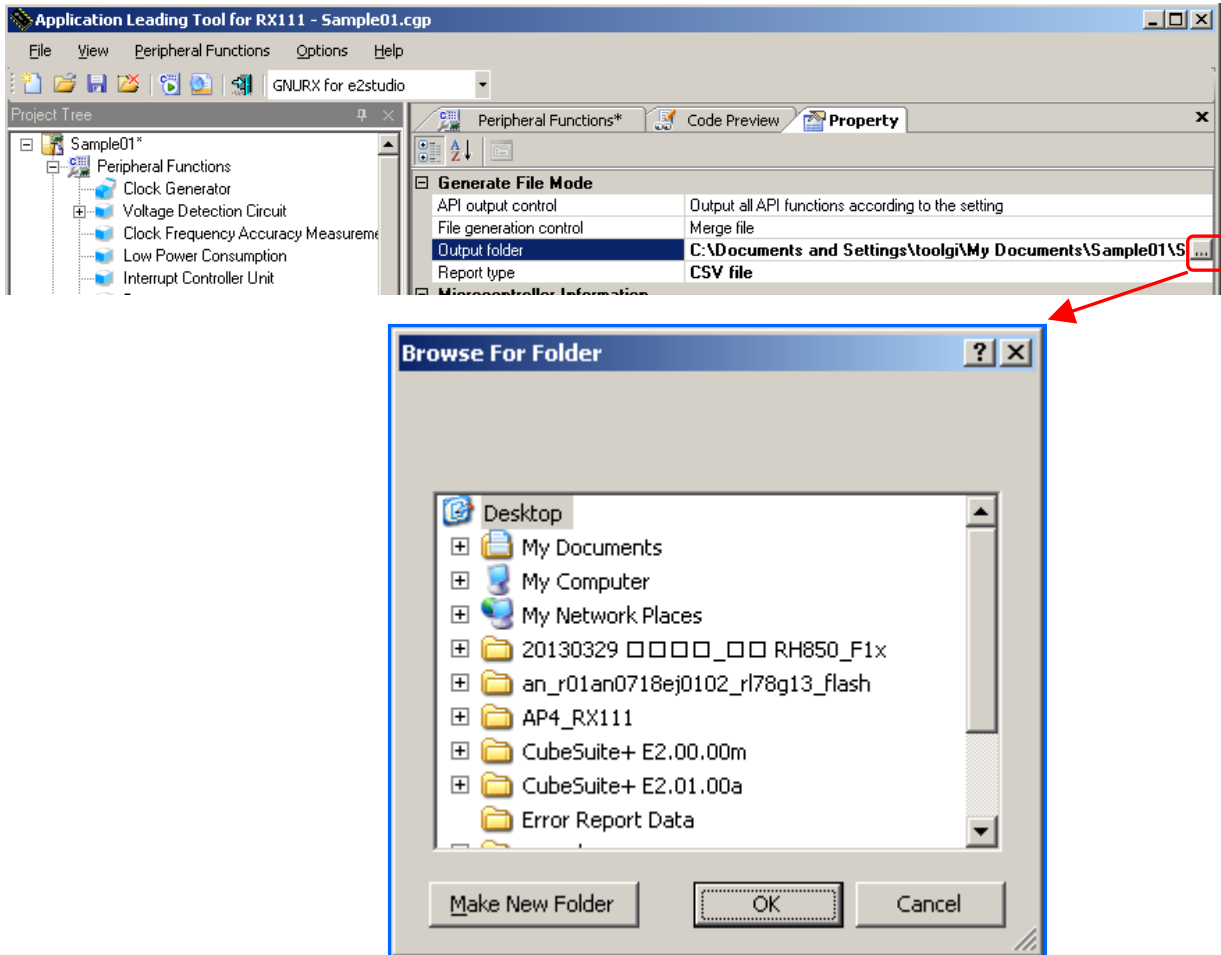 Application Leading Tool for RX111 - Sample01.cgp
File View Peripheral Functions Options Help
GNURX for e2studio
Project Tree
Peripheral Functions* Code Preview Property
Sample01*
Peripheral Functions
Clock Generator
Voltage Detection Circuit
Clock Frequency Accuracy Measureme
Low Power Consumption
Interrupt Controller Unit
Generate File Mode
API output control Output all API functions according to the setting
File generation control Merge file
Output folder C:\Documents and Settings\toolgi\My Documents\Sample01\S ...
Report type CSV file
Microcontroller Information
Browse For Folder
Desktop
My Documents
My Computer
My Network Places
20130329 □□□□_□□ RH850_F1x
an_r01an0718ej0102_rl78g13_flash
AP4_RX111
CubeSuite+ E2.00.00m
CubeSuite+ E2.01.00a
Error Report Data
Make New Folder OK Cancel